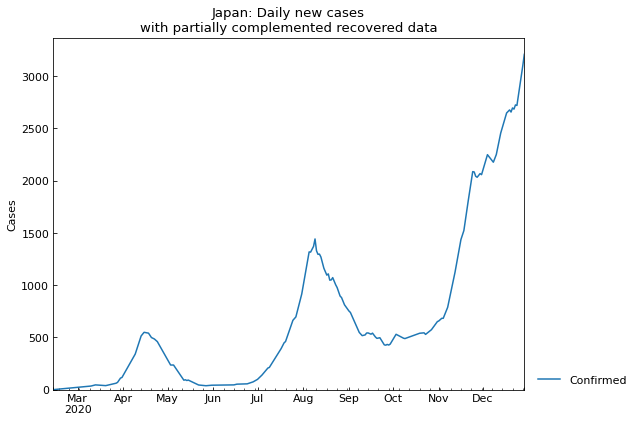 Japan: Daily new cases
with partially complemented recovered data
3000
2500
2000
1500
1000
500
0
Cases
Mar
2020
Apr
May
Jun
Jul
Aug
Sep
Oct
Nov
Dec
Confirmed